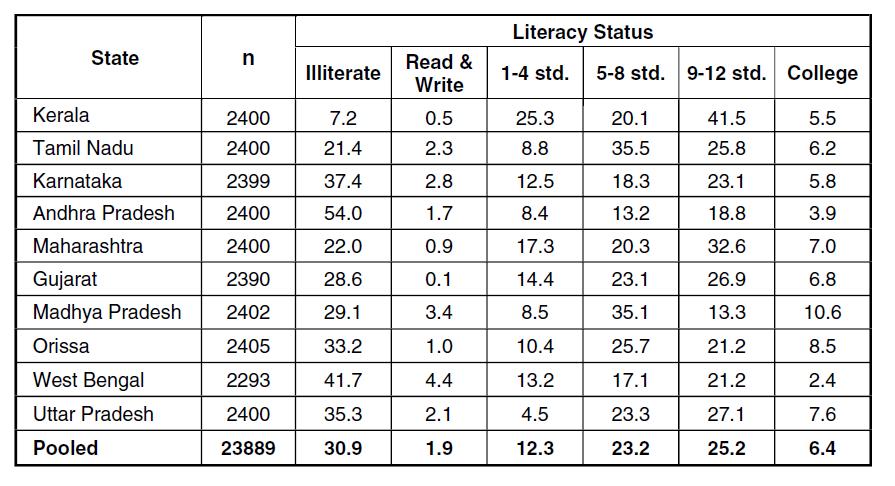 State n Literacy Status
Illiterate Read & Write 1-4 std. 5-8 std. 9-12 std. College
Kerala 2400 7.2 0.5 25.3 20.1 41.5 5.5
Tamil Nadu 2400 21.4 2.3 8.8 35.5 25.8 6.2
Karnataka 2399 37.4 2.8 12.5 18.3 23.1 5.8
Andhra Pradesh 2400 54.0 1.7 8.4 13.2 18.8 3.9
Maharashtra 2400 22.0 0.9 17.3 20.3 32.6 7.0
Gujarat 2390 28.6 0.1 14.4 23.1 26.9 6.8
Madhya Pradesh 2402 29.1 3.4 8.5 35.1 13.3 10.6
Orissa 2405 33.2 1.0 10.4 25.7 21.2 8.5
West Bengal 2293 41.7 4.4 13.2 17.1 21.2 2.4
Uttar Pradesh 2400 35.3 2.1 4.5 23.3 27.1 7.6
Pooled 23889 30.9 1.9 12.3 23.2 25.2 6.4